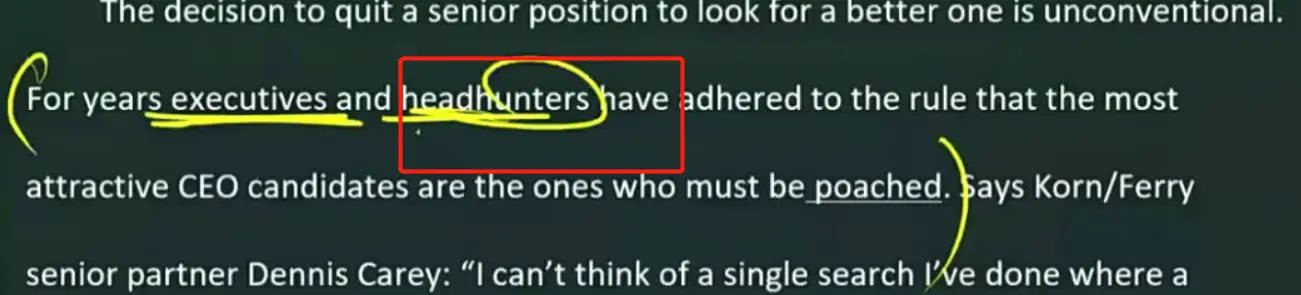 The decision to quit a senior position to look for a better one is unconventional.
For years executives and headhunters have adhered to the rule that the most
attractive CEO candidates are the ones who must be poached. Says Korn/Ferry
senior partner Dennis Carey: “I can’t think of a single search I’ve done where a